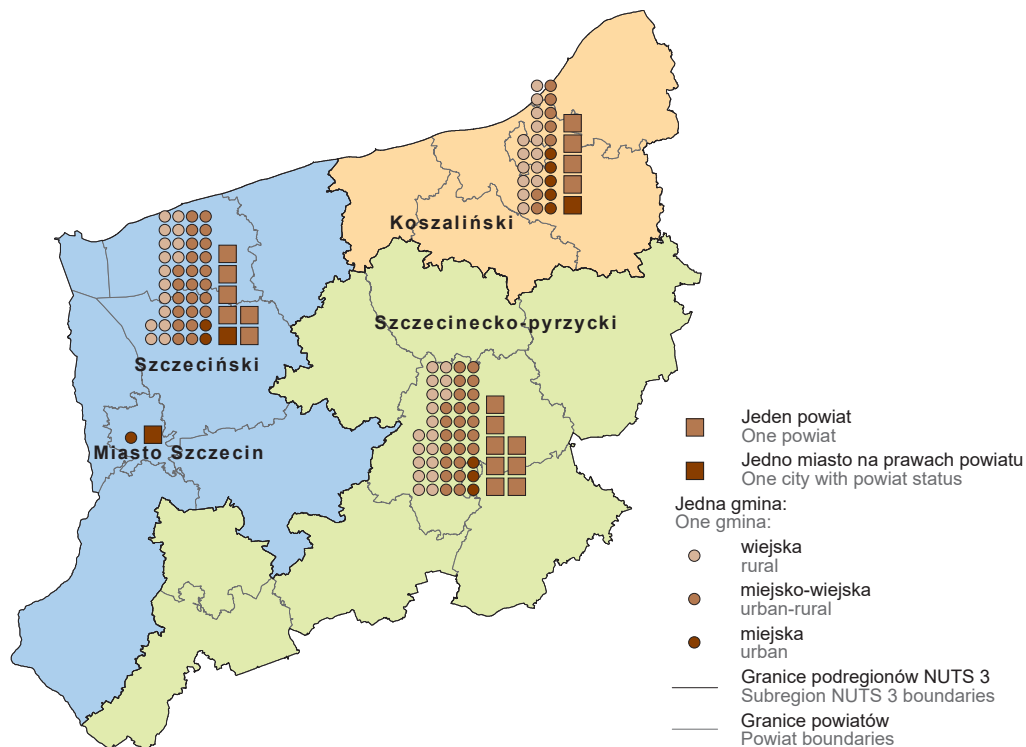 Koszaliński
Szczecinecko-pyrzycki
Szczeciński
Miasto Szczecin
Jeden powiat
One powiat
Jedno miasto na prawach powiatu
One city with powiat status
Jedna gmina:
One gmina:
wiejska
rural
miejsko-wiejska
urban-rural
miejska
urban
Granice podregionów NUTS 3
Subregion NUTS 3 boundaries
Granice powiatów
Powiat boundaries